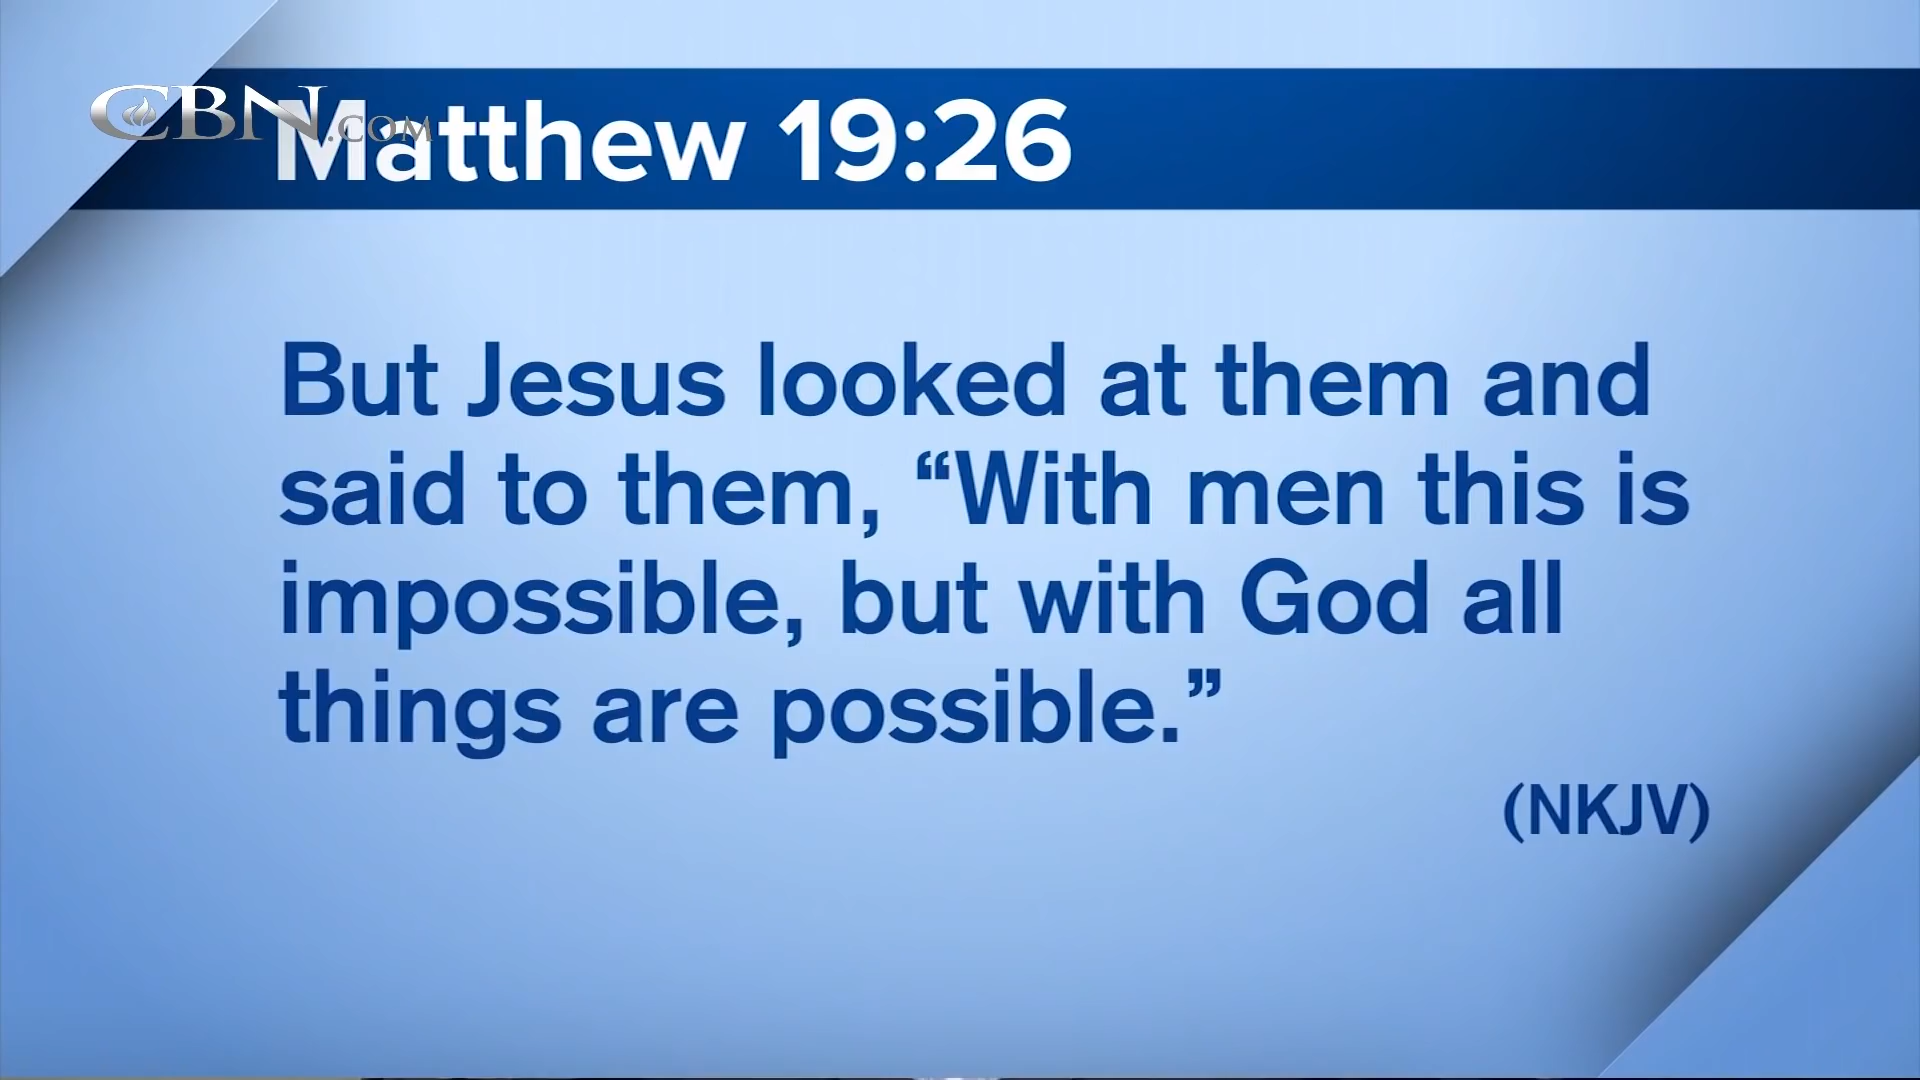 CBN.COM
Matthew 19:26
But Jesus looked at them and
said to them, “With men this is
impossible, but with God all
things are possible.”
(NKJV)